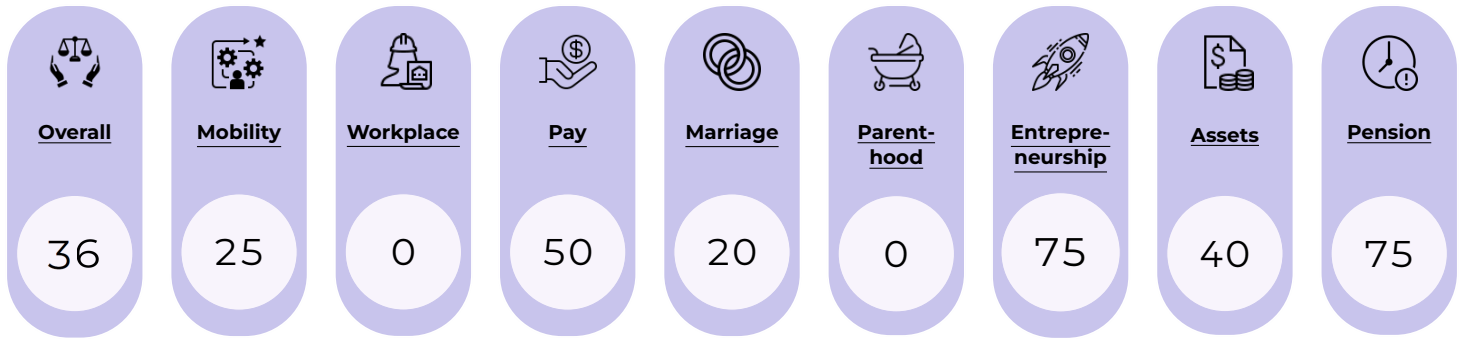 Overall
36
Mobility
25
Workplace
0
Pay
50
Marriage
20
Parent-
hood
0
Entrepre-
neurship
75
Assets
40
Pension
75